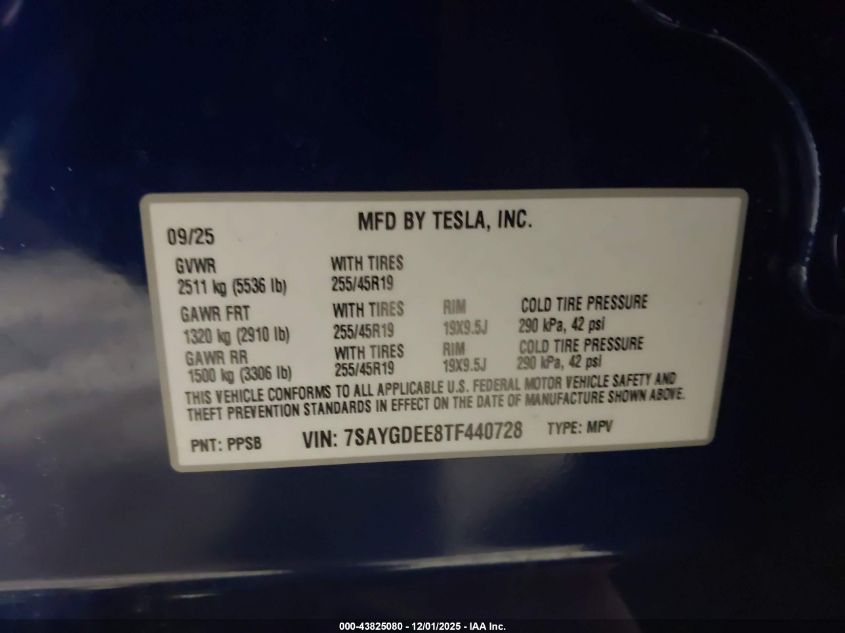 MFD BY TESLA, INC.
09/25
GVWR WITH TIRES
2511 kg (5536 lb) 255/45R19
GAWR FRT WITH TIRES RIM COLD TIRE PRESSURE
1320 kg (2910 lb) 255/45R19 19X9.5J 290 kPa, 42 psi
GAWR RR WITH TIRES RIM COLD TIRE PRESSURE
1500 kg (3306 lb) 255/45R19 19X9.5J 290 kPa, 42 psi
THIS VEHICLE CONFORMS TO ALL APPLICABLE U.S. FEDERAL MOTOR VEHICLE SAFETY AND
THEFT PREVENTION STANDARDS IN EFFECT ON THE DATE OF MANUFACTURE SHOWN ABOVE.
PNT: PPSB VIN: 7SAYGDEE8TF440728 TYPE: MPV
000-43825080 - 12/01/2025 - IAA Inc.